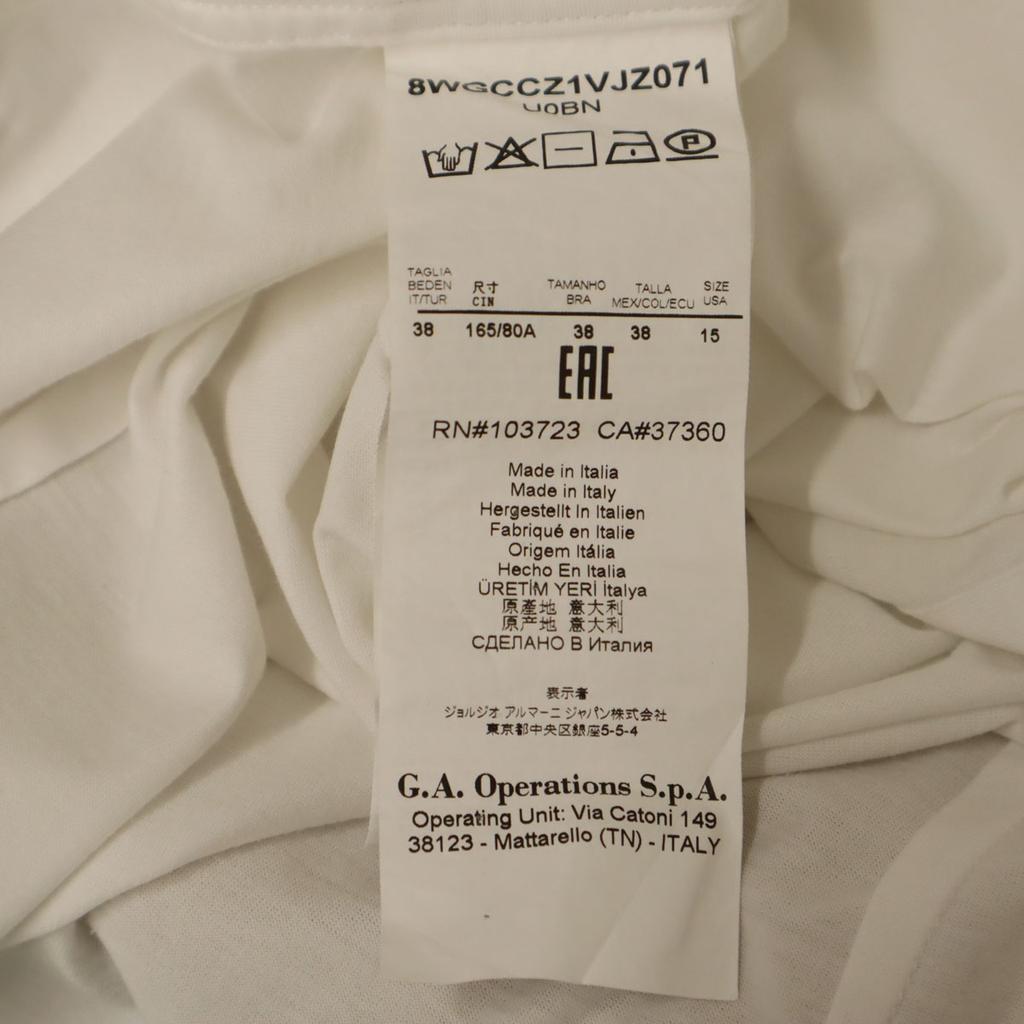 8WGCCZ1VJZ071
U0BN
P
TAGLIA BEDEN IT/TUR 尺寸 CIN TAMANHO BRA TALLA MEX/COL/ECU SIZE USA
38 165/80A 38 38 15
EAC
RN#103723 CA#37360
Made in Italia
Made in Italy
Hergestellt In Italien
Fabriqué en Italie
Origem Itália
Hecho En Italia
ÜRETİM YERİ İtalya
原產地 意大利
原产地 意大利
СДЕЛАНО В Италия
表示者
ジョルジオ アルマーニ ジャパン株式会社
東京都中央区銀座5-5-4
G.A. Operations S.p.A.
Operating Unit: Via Catoni 149
38123 - Mattarello (TN) - ITALY